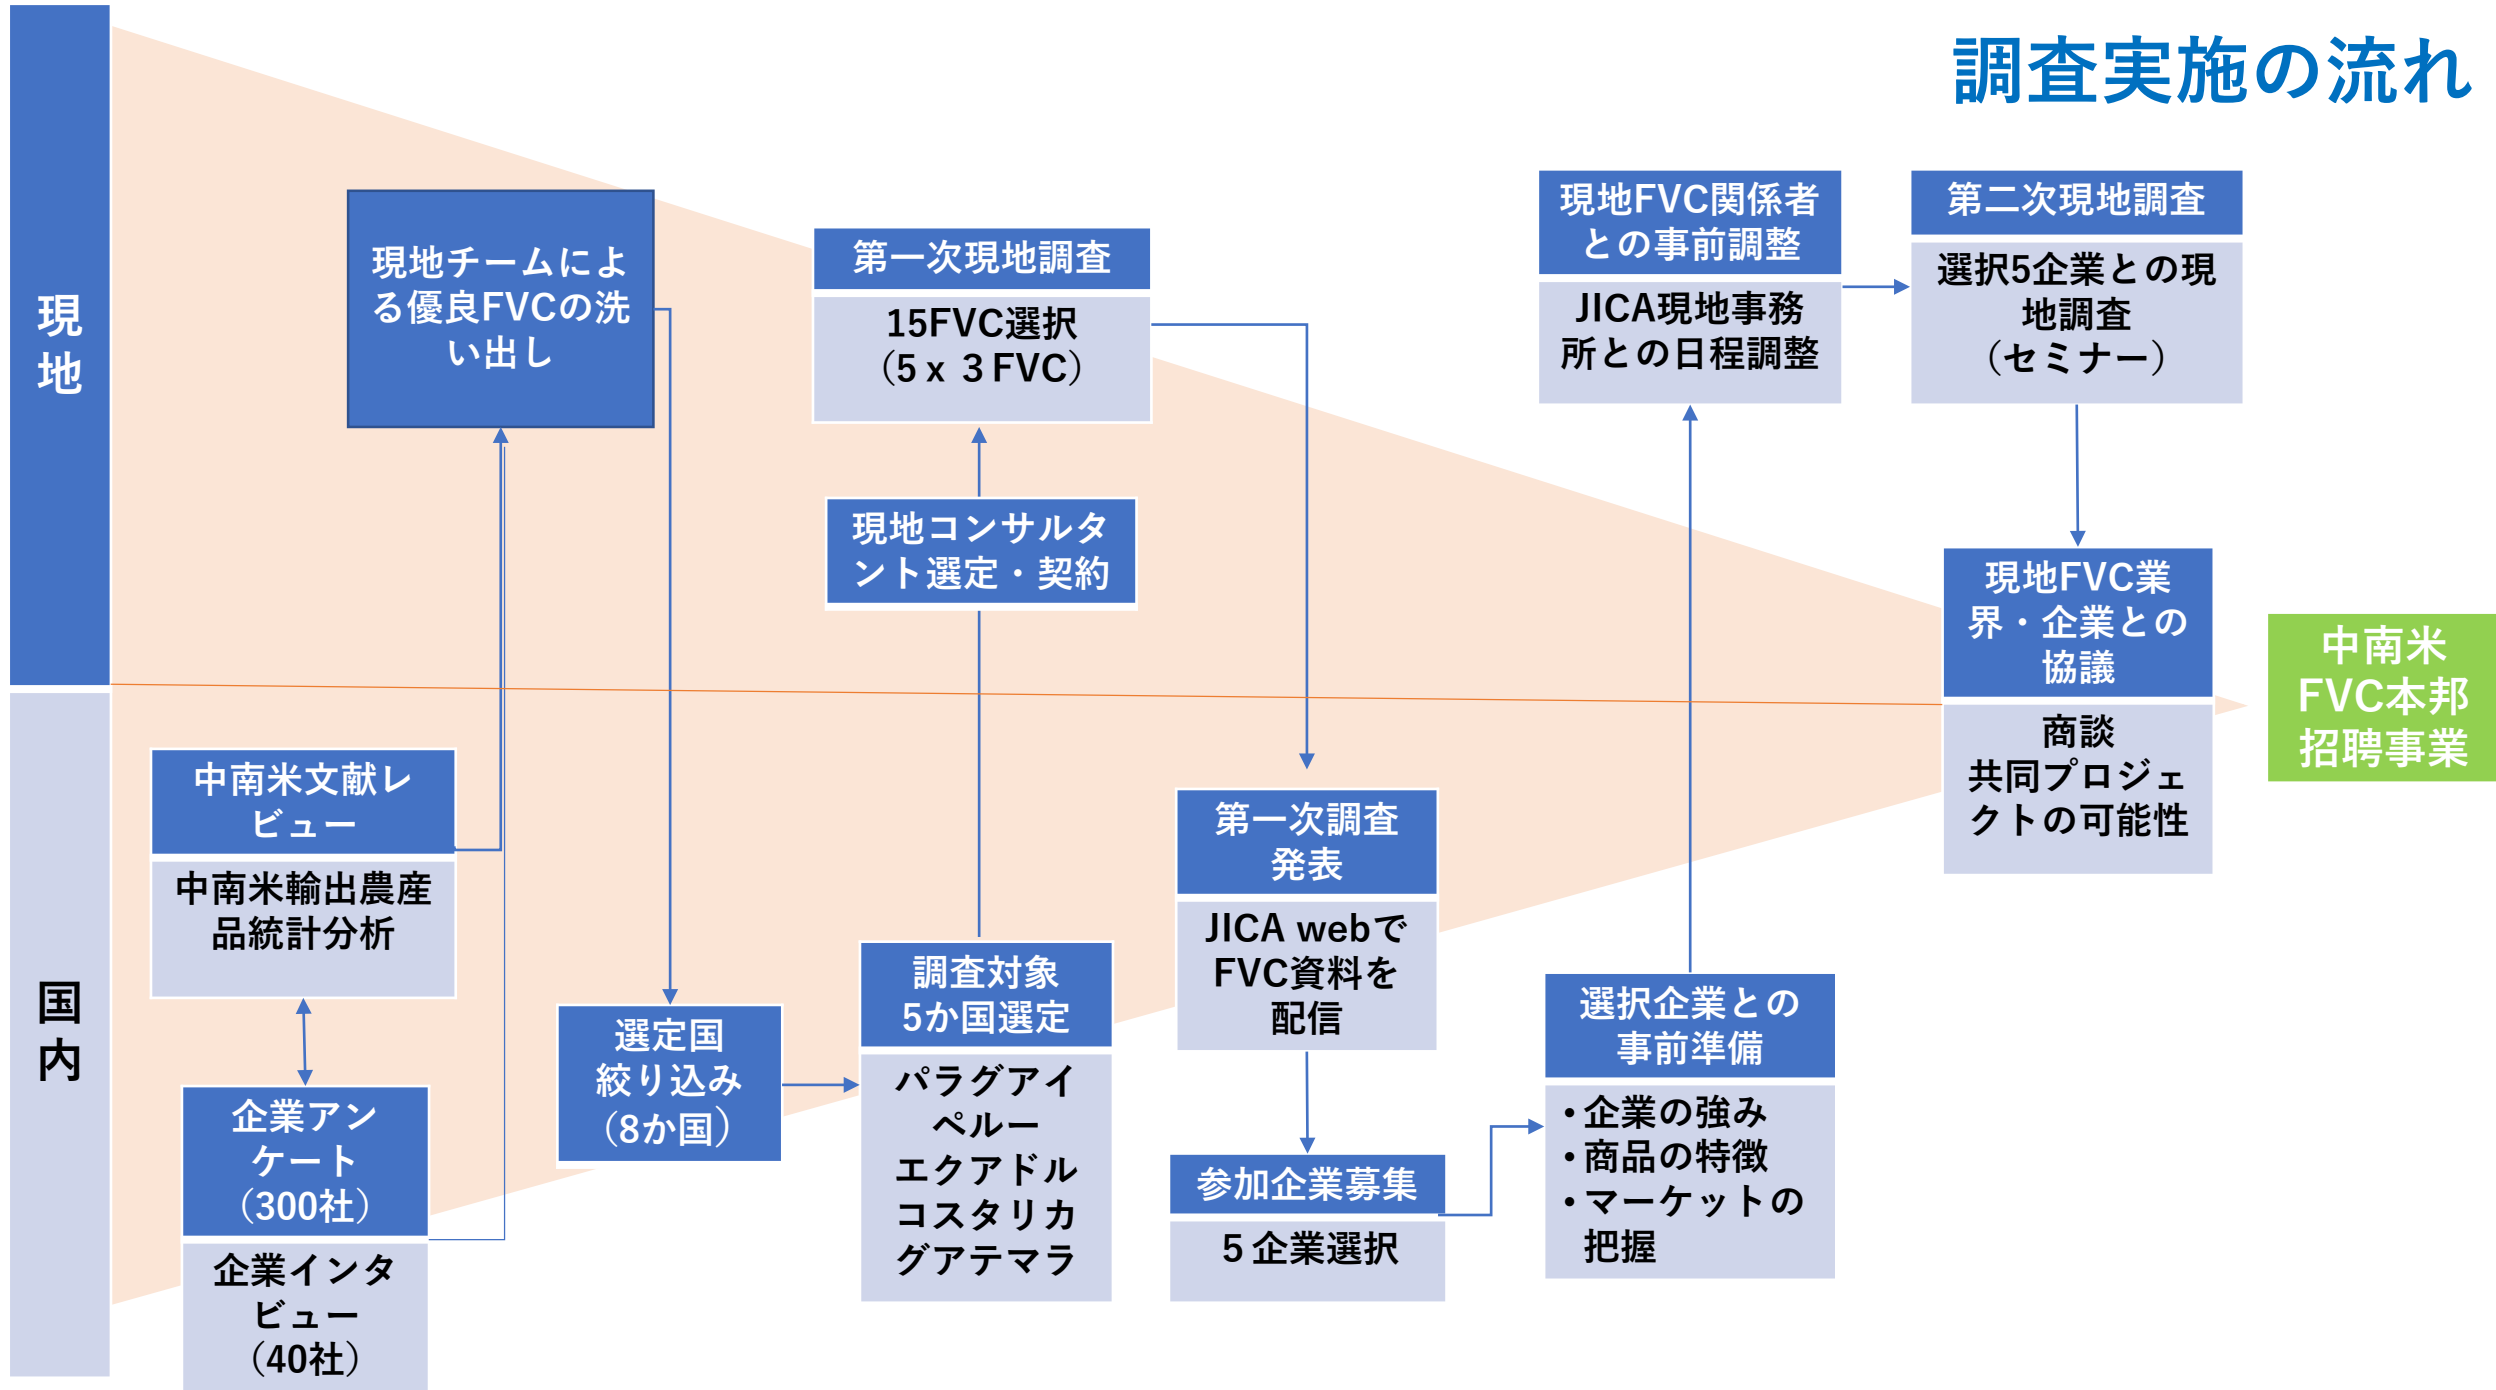 調査実施の流れ
現
地
現地チームによ
る優良FVCの洗
い出し
第一次現地調査
15FVC選択
（5 x ３FVC）
現地コンサルタ
ント選定・契約
現地FVC関係者
との事前調整
JICA現地事務
所との日程調整
第二次現地調査
選択5企業との現
地調査
（セミナー）
現地FVC業
界・企業との
協議
商談
共同プロジェ
クトの可能性
中南米
FVC本邦
招聘事業
国
内
中南米文献レ
ビュー
中南米輸出農産
品統計分析
企業アン
ケート
（300社）
企業インタ
ビュー
（40社）
選定国
絞り込み
（8か国）
調査対象
5か国選定
パラグアイ
ペルー
エクアドル
コスタリカ
グアテマラ
第一次調査
発表
JICA webで
FVC資料を
配信
参加企業募集
５企業選択
選択企業との
事前準備
• 企業の強み
• 商品の特徴
• マーケットの
把握